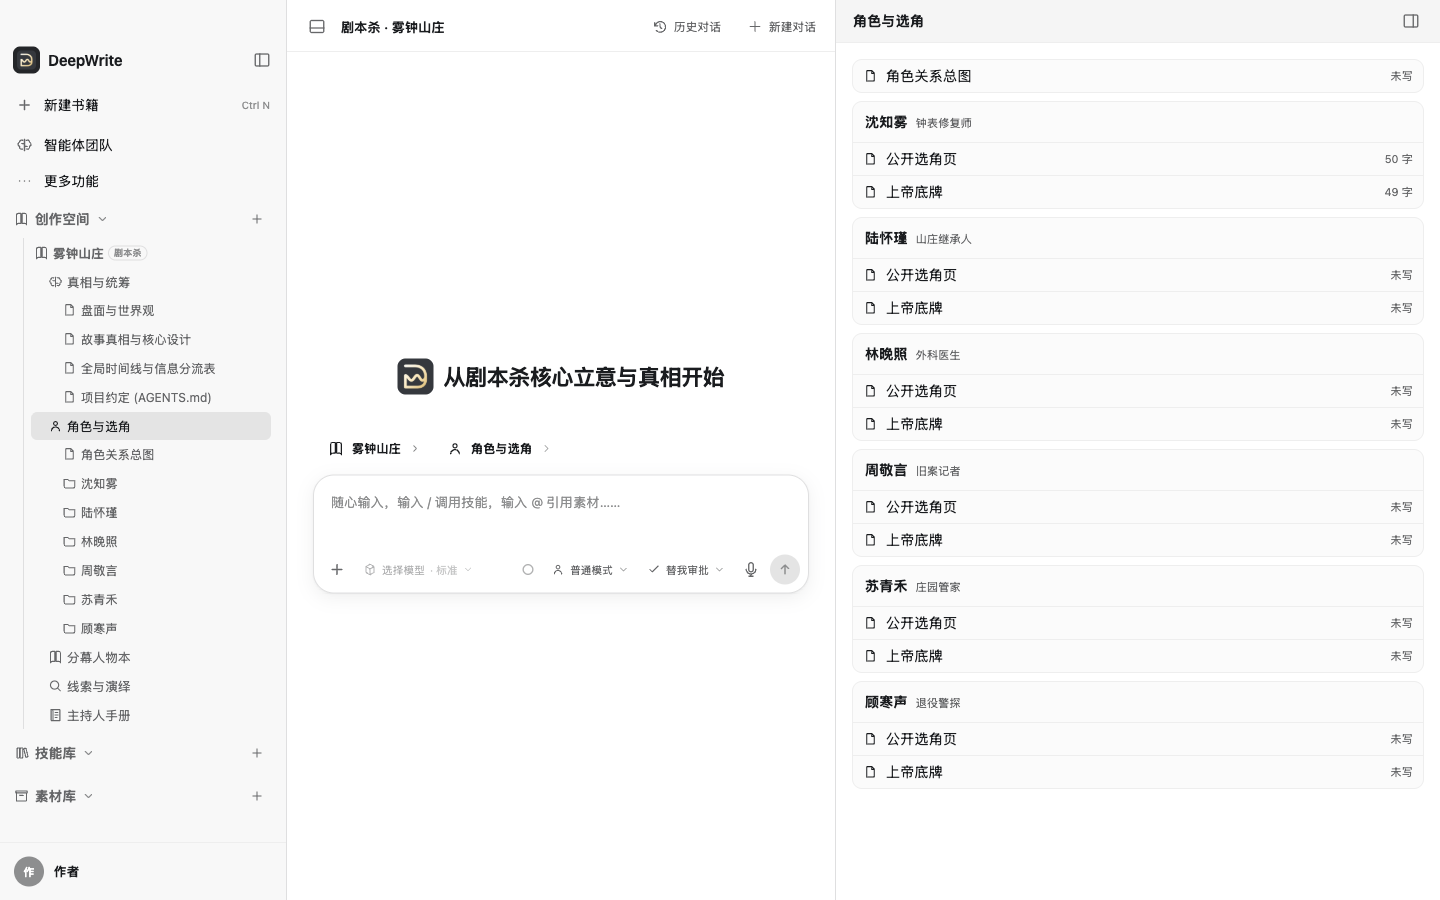 DeepWrite
新建书籍 Ctrl N
智能体团队
更多功能
创作空间
雾钟山庄 剧本杀
真相与统筹
盘面与世界观
故事真相与核心设计
全局时间线与信息分流表
项目约定 (AGENTS.md)
角色与选角
角色关系总图
沈知雾
陆怀瑾
林晚照
周敬言
苏青禾
顾寒声
分幕人物本
线索与演绎
主持人手册
技能库
素材库
作 作者
剧本杀 · 雾钟山庄
历史对话
新建对话
从剧本杀核心立意与真相开始
雾钟山庄 角色与选角
随心输入，输入 / 调用技能，输入 @ 引用素材......
选择模型 · 标准 普通模式 替我审批
角色与选角
角色关系总图 未写
沈知雾 钟表修复师
公开选角页 50 字
上帝底牌 49 字
陆怀瑾 山庄继承人
公开选角页 未写
上帝底牌 未写
林晚照 外科医生
公开选角页 未写
上帝底牌 未写
周敬言 旧案记者
公开选角页 未写
上帝底牌 未写
苏青禾 庄园管家
公开选角页 未写
上帝底牌 未写
顾寒声 退役警探
公开选角页 未写
上帝底牌 未写